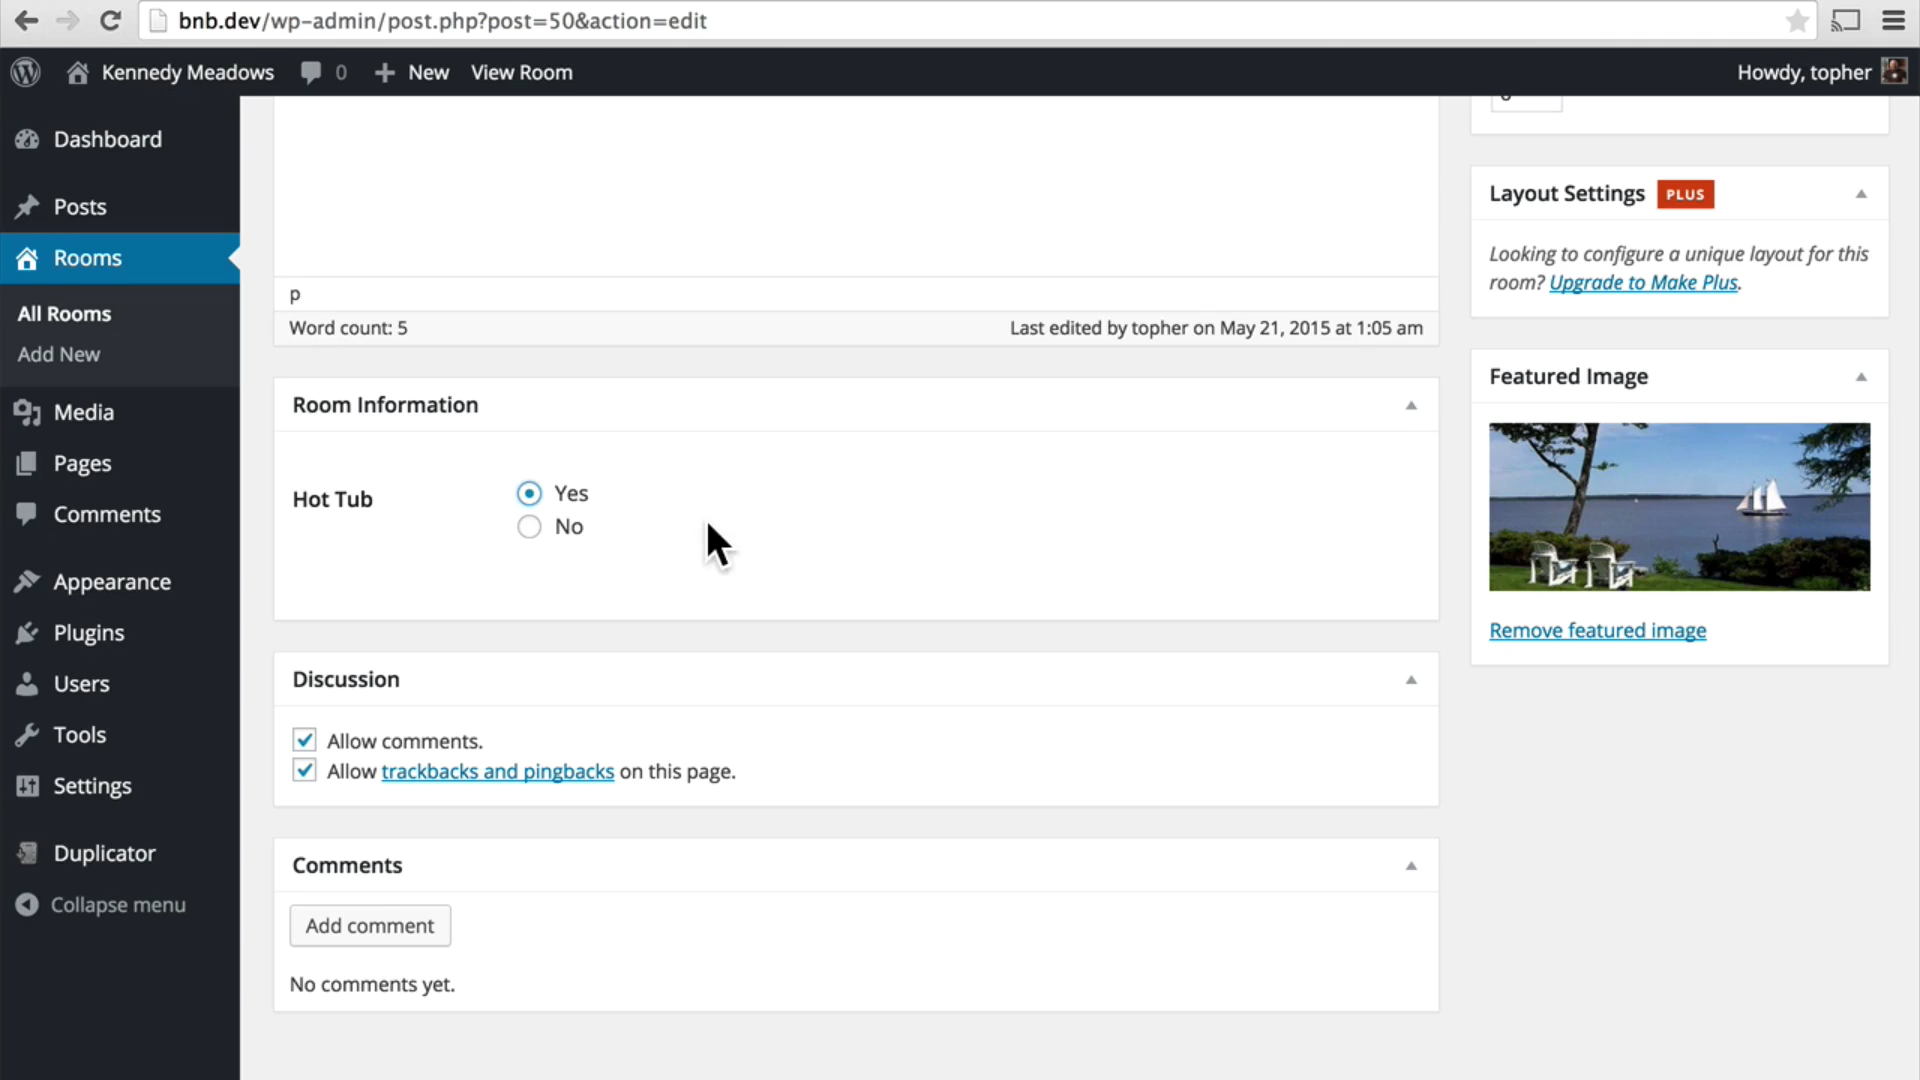 bnb.dev/wp-admin/post.php?post=50&action=edit
Kennedy Meadows 0 New View Room Howdy, topher
Dashboard
Posts
Rooms
All Rooms
Add New
Media
Pages
Comments
Appearance
Plugins
Users
Tools
Settings
Duplicator
Collapse menu
p
Word count: 5 Last edited by topher on May 21, 2015 at 1:05 am
Room Information
Hot Tub
Yes
No
Discussion
Allow comments.
Allow trackbacks and pingbacks on this page.
Comments
Add comment
No comments yet.
Layout Settings PLUS
Looking to configure a unique layout for this
room? Upgrade to Make Plus.
Featured Image
Remove featured image